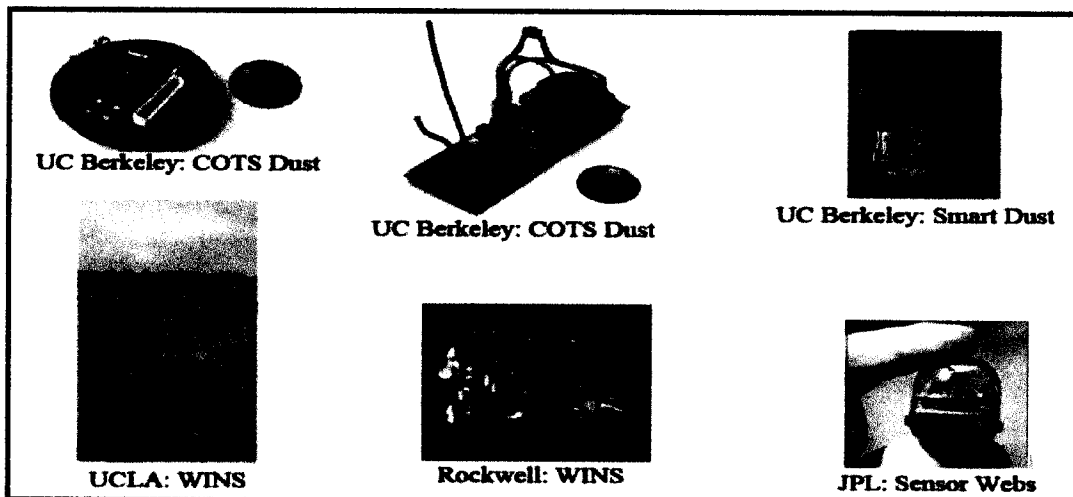 UC Berkeley: COTS Dust
UC Berkeley: COTS Dust
UC Berkeley: Smart Dust
UCLA: WINS
Rockwell: WINS
JPL: Sensor Webs